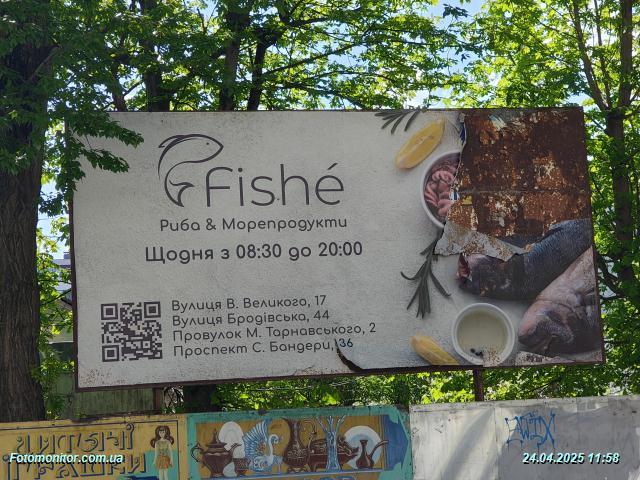 Fishé
Риба & Морепродукти
Щодня з 08:30 до 20:00
Вулиця В. Великого, 17
Вулиця Бродівська, 44
Провулок М. Тарнавського, 2
Проспект С. Бандери, 36
Fotomonitor.com.ua
24.04.2025 11:58